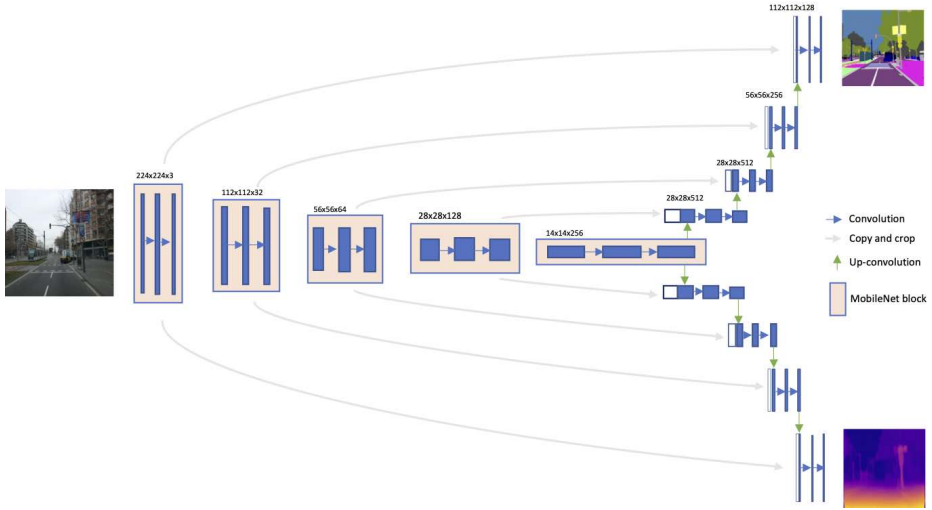 112x112x128
56x56x256
28x28x512
28x28x512
224x224x3
112x112x32
56x56x64
28x28x128
14x14x256
Convolution
Copy and crop
Up-convolution
MobileNet block